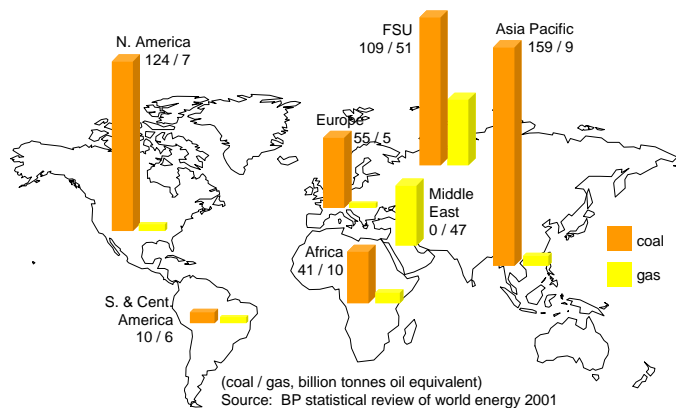 N. America
124 / 7
FSU
109 / 51
Asia Pacific
159 / 9
Europe
55 / 5
Middle
East
0 / 47
Africa
41 / 10
S. & Cent.
America
10 / 6
coal
gas
(coal / gas, billion tonnes oil equivalent)
Source: BP statistical review of world energy 2001